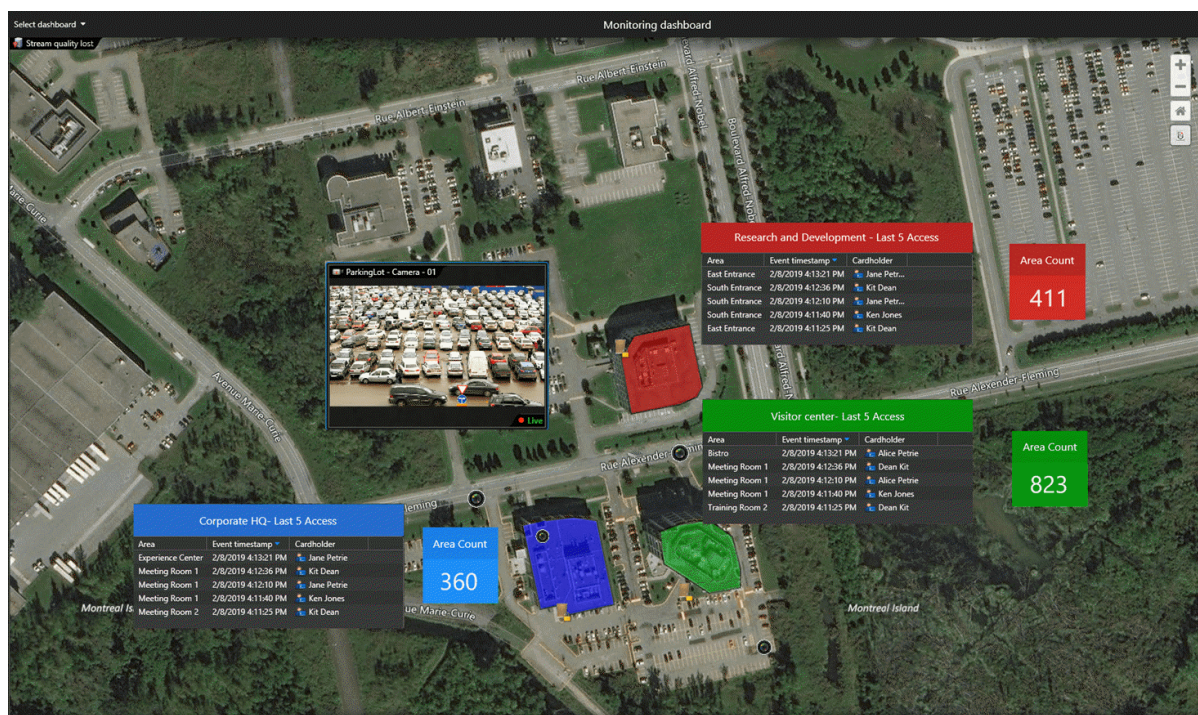 Select dashboard
Monitoring dashboard
Stream quality lost
Rue Albert-Einstein
Rue Albert-Einstein
Boulevard Alfred-Nobel
Marie-Curie
ParkingLot - Camera - 01
Live
Research and Development - Last 5 Access
Area Event timestamp Cardholder
East Entrance 2/8/2019 4:13:21 PM Jane Petr...
South Entrance 2/8/2019 4:12:36 PM Kit Dean
South Entrance 2/8/2019 4:12:10 PM Jane Petr...
South Entrance 2/8/2019 4:11:40 PM Ken Jones
East Entrance 2/8/2019 4:11:25 PM Kit Dean
Area Count
411
Avenue Marie-Curie
Rue Alexender-Fleming
Visitor center- Last 5 Access
Area Event timestamp Cardholder
Bistro 2/8/2019 4:13:21 PM Alice Petrie
Meeting Room 1 2/8/2019 4:12:36 PM Dean Kit
Meeting Room 1 2/8/2019 4:12:10 PM Alice Petrie
Meeting Room 1 2/8/2019 4:11:40 PM Ken Jones
Training Room 2 2/8/2019 4:11:25 PM Dean Kit
Area Count
823
Rue Alexender-Flemin
Fleming
Corporate HQ- Last 5 Access
Area Event timestamp Cardholder
Experience Center 2/8/2019 4:13:21 PM Jane Petrie
Meeting Room 1 2/8/2019 4:12:36 PM Kit Dean
Meeting Room 1 2/8/2019 4:12:10 PM Jane Petrie
Meeting Room 1 2/8/2019 4:11:40 PM Ken Jones
Meeting Room 2 2/8/2019 4:11:25 PM Kit Dean
Area Count
360
ue Marie-Curie
Montreal Is
Montreal Island